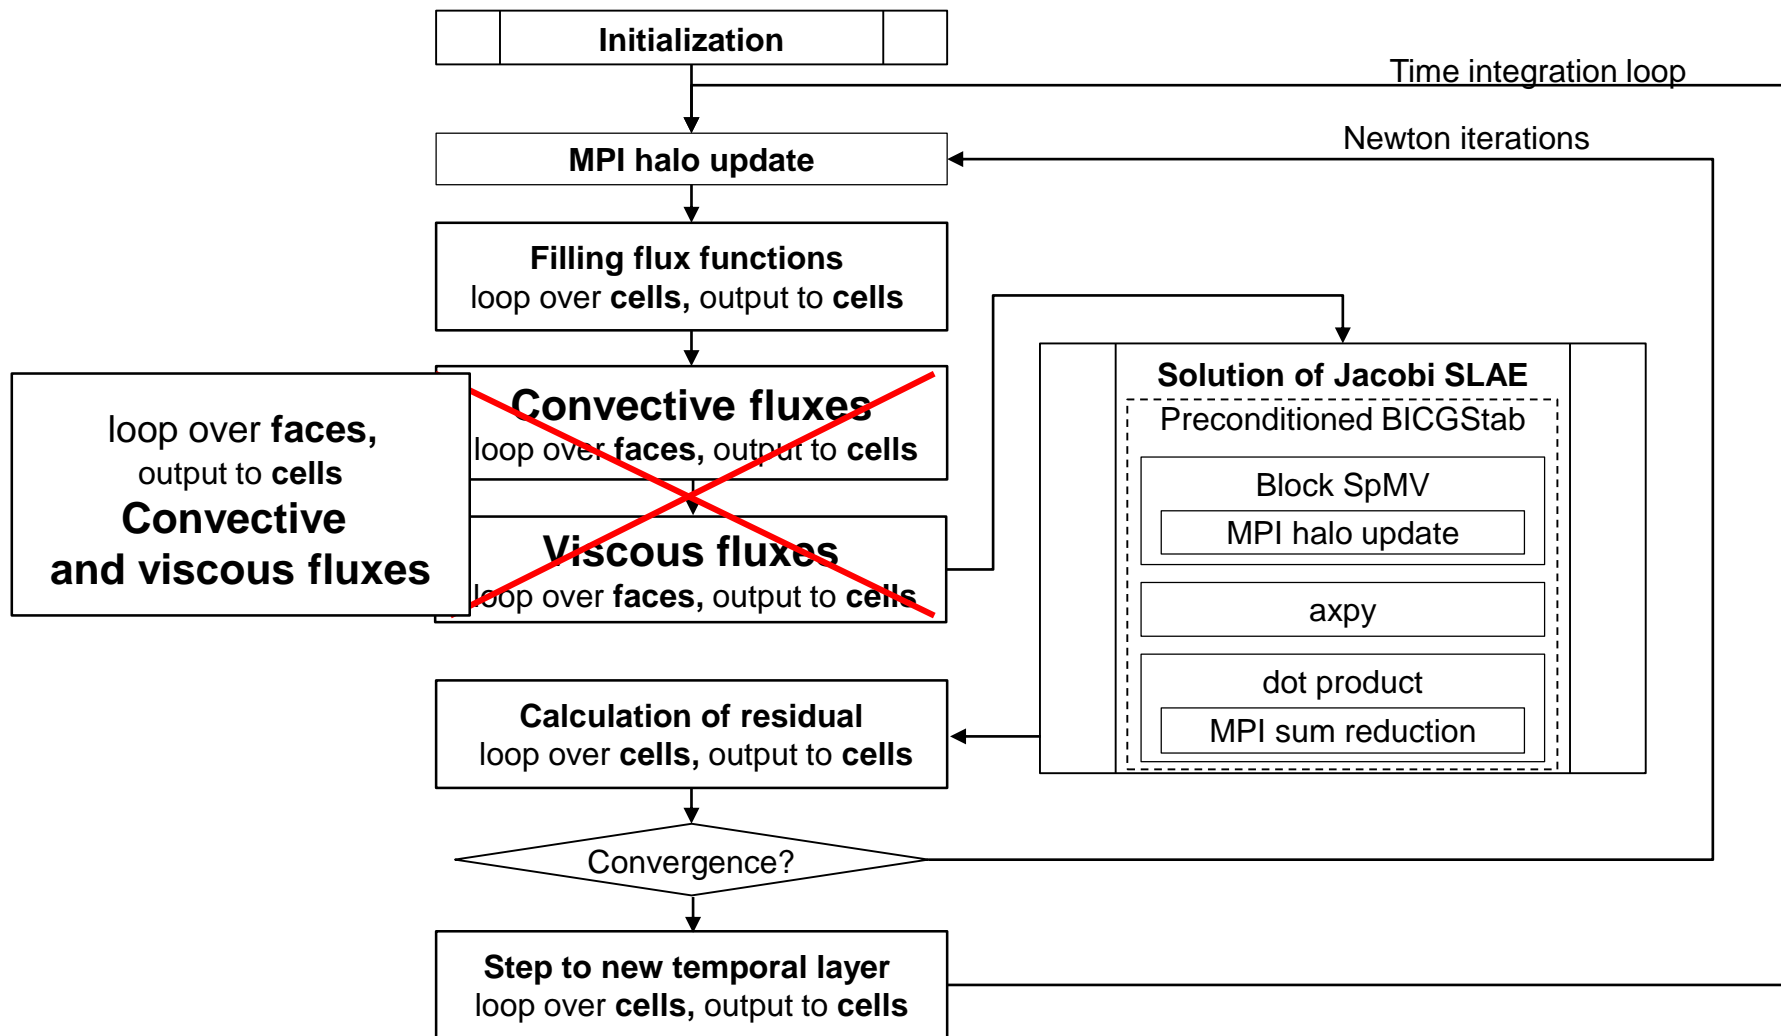 Initialization
Time integration loop
Newton iterations
MPI halo update
Filling flux functions
loop over cells, output to cells
Convective fluxes
loop over faces, output to cells
Viscous fluxes
loop over faces, output to cells
loop over faces,
output to cells
Convective
and viscous fluxes
Solution of Jacobi SLAE
Preconditioned BICGStab
Block SpMV
MPI halo update
axpy
dot product
MPI sum reduction
Calculation of residual
loop over cells, output to cells
Convergence?
Step to new temporal layer
loop over cells, output to cells